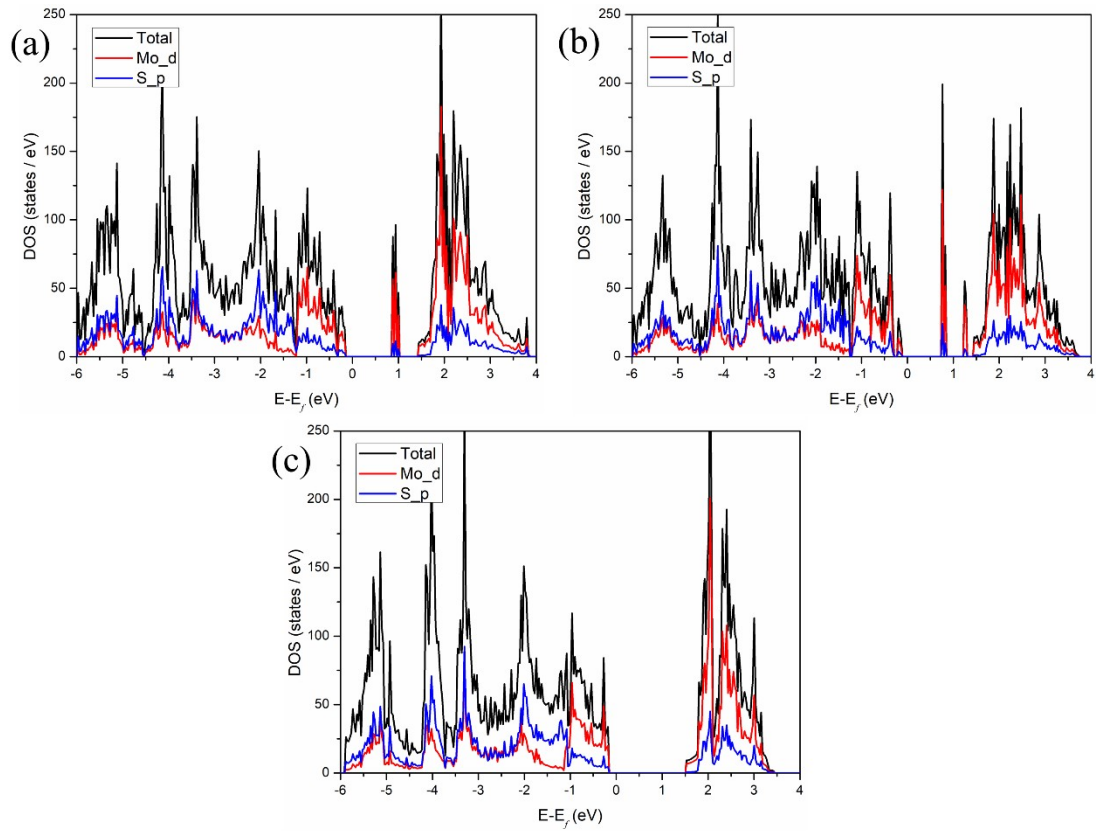 (a)
Total
Mo_d
S_p
DOS (states / eV)
250
200
150
100
50
0
-6 -5 -4 -3 -2 -1 0 1 2 3 4
E-E_f (eV)
(b)
Total
Mo_d
S_p
DOS (states / eV)
250
200
150
100
50
0
-6 -5 -4 -3 -2 -1 0 1 2 3 4
E-E_f (eV)
(c)
Total
Mo_d
S_p
DOS (states / eV)
250
200
150
100
50
0
-6 -5 -4 -3 -2 -1 0 1 2 3 4
E-E_f (eV)